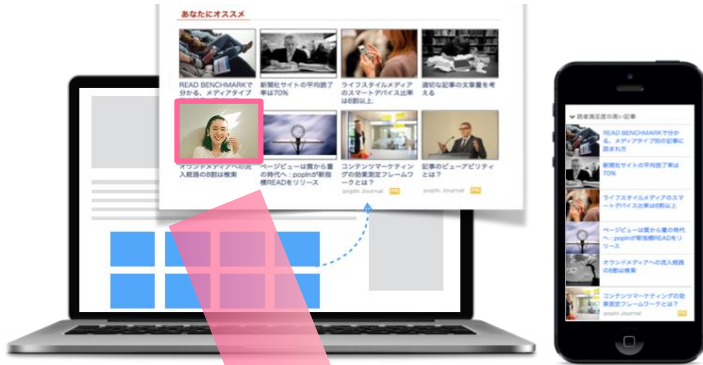 あなたにオススメ
READ BENCHMARKで
分かる、メディアタイプ
新聞社サイトの平均読了
率は70%
ライフスタイルメディア
のスマートデバイス比率
は6割以上
適切な記事の文章量を考
える
オウンドメディアへの流
入経路の8割は検索
ページビューは質から量
の時代へ：popInが新指
標READをリリース
コンテンツマーケティン
グの効果測定フレームワ
ークとは？
popIn Journal PR
記事のビューアビリティ
とは？
popIn Journal PR
読者満足度の高い記事
READ BENCHMARKで分か
る、メディアタイプ別の記事に
読まれ方
新聞社サイトの平均読了率は
70%
ライフスタイルメディアのスマ
ートデバイス比率は6割以上
ページビューは質から量の時代
へ：popInが新指標READをリ
リース
オウンドメディアへの流入経路
の8割は検索
コンテンツマーケティングの効
果測定フレームワークとは？
popIn Journal PR